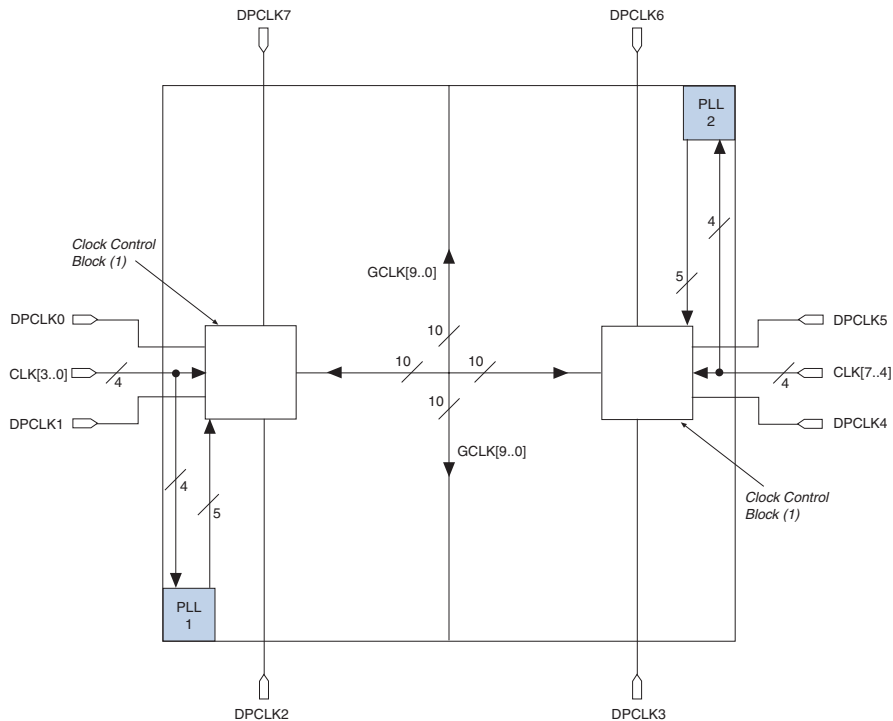 DPCLK7
DPCLK6
PLL
2
4
Clock Control
Block (1)
GCLK[9..0]
5
DPCLK0
10
DPCLK5
CLK[3..0]
4
10
10
4
CLK[7..4]
DPCLK1
10
DPCLK4
GCLK[9..0]
4
5
Clock Control
Block (1)
PLL
1
DPCLK2
DPCLK3